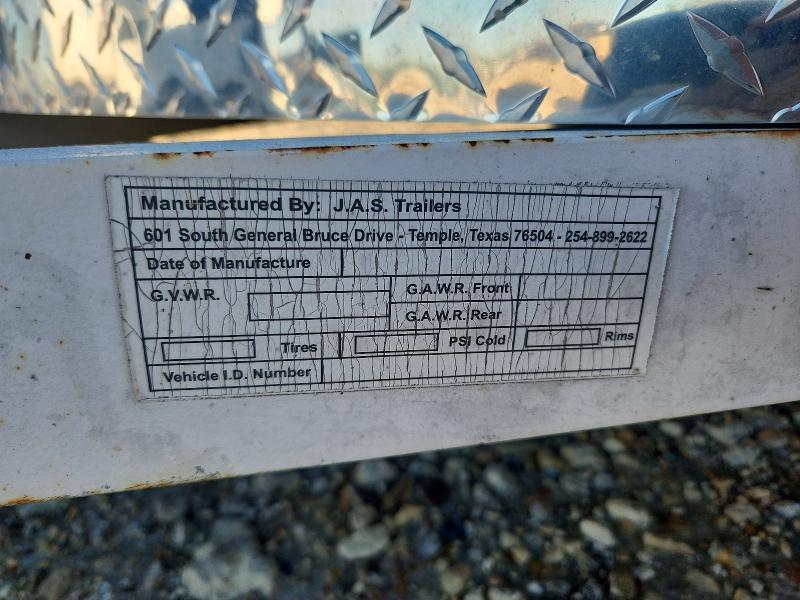 Manufactured By: J.A.S. Trailers
601 South General Bruce Drive - Temple, Texas 76504 - 254-899-2622
Date of Manufacture
G.V.W.R.
G.A.W.R. Front
G.A.W.R. Rear
Tires PSI Cold Rims
Vehicle I.D. Number